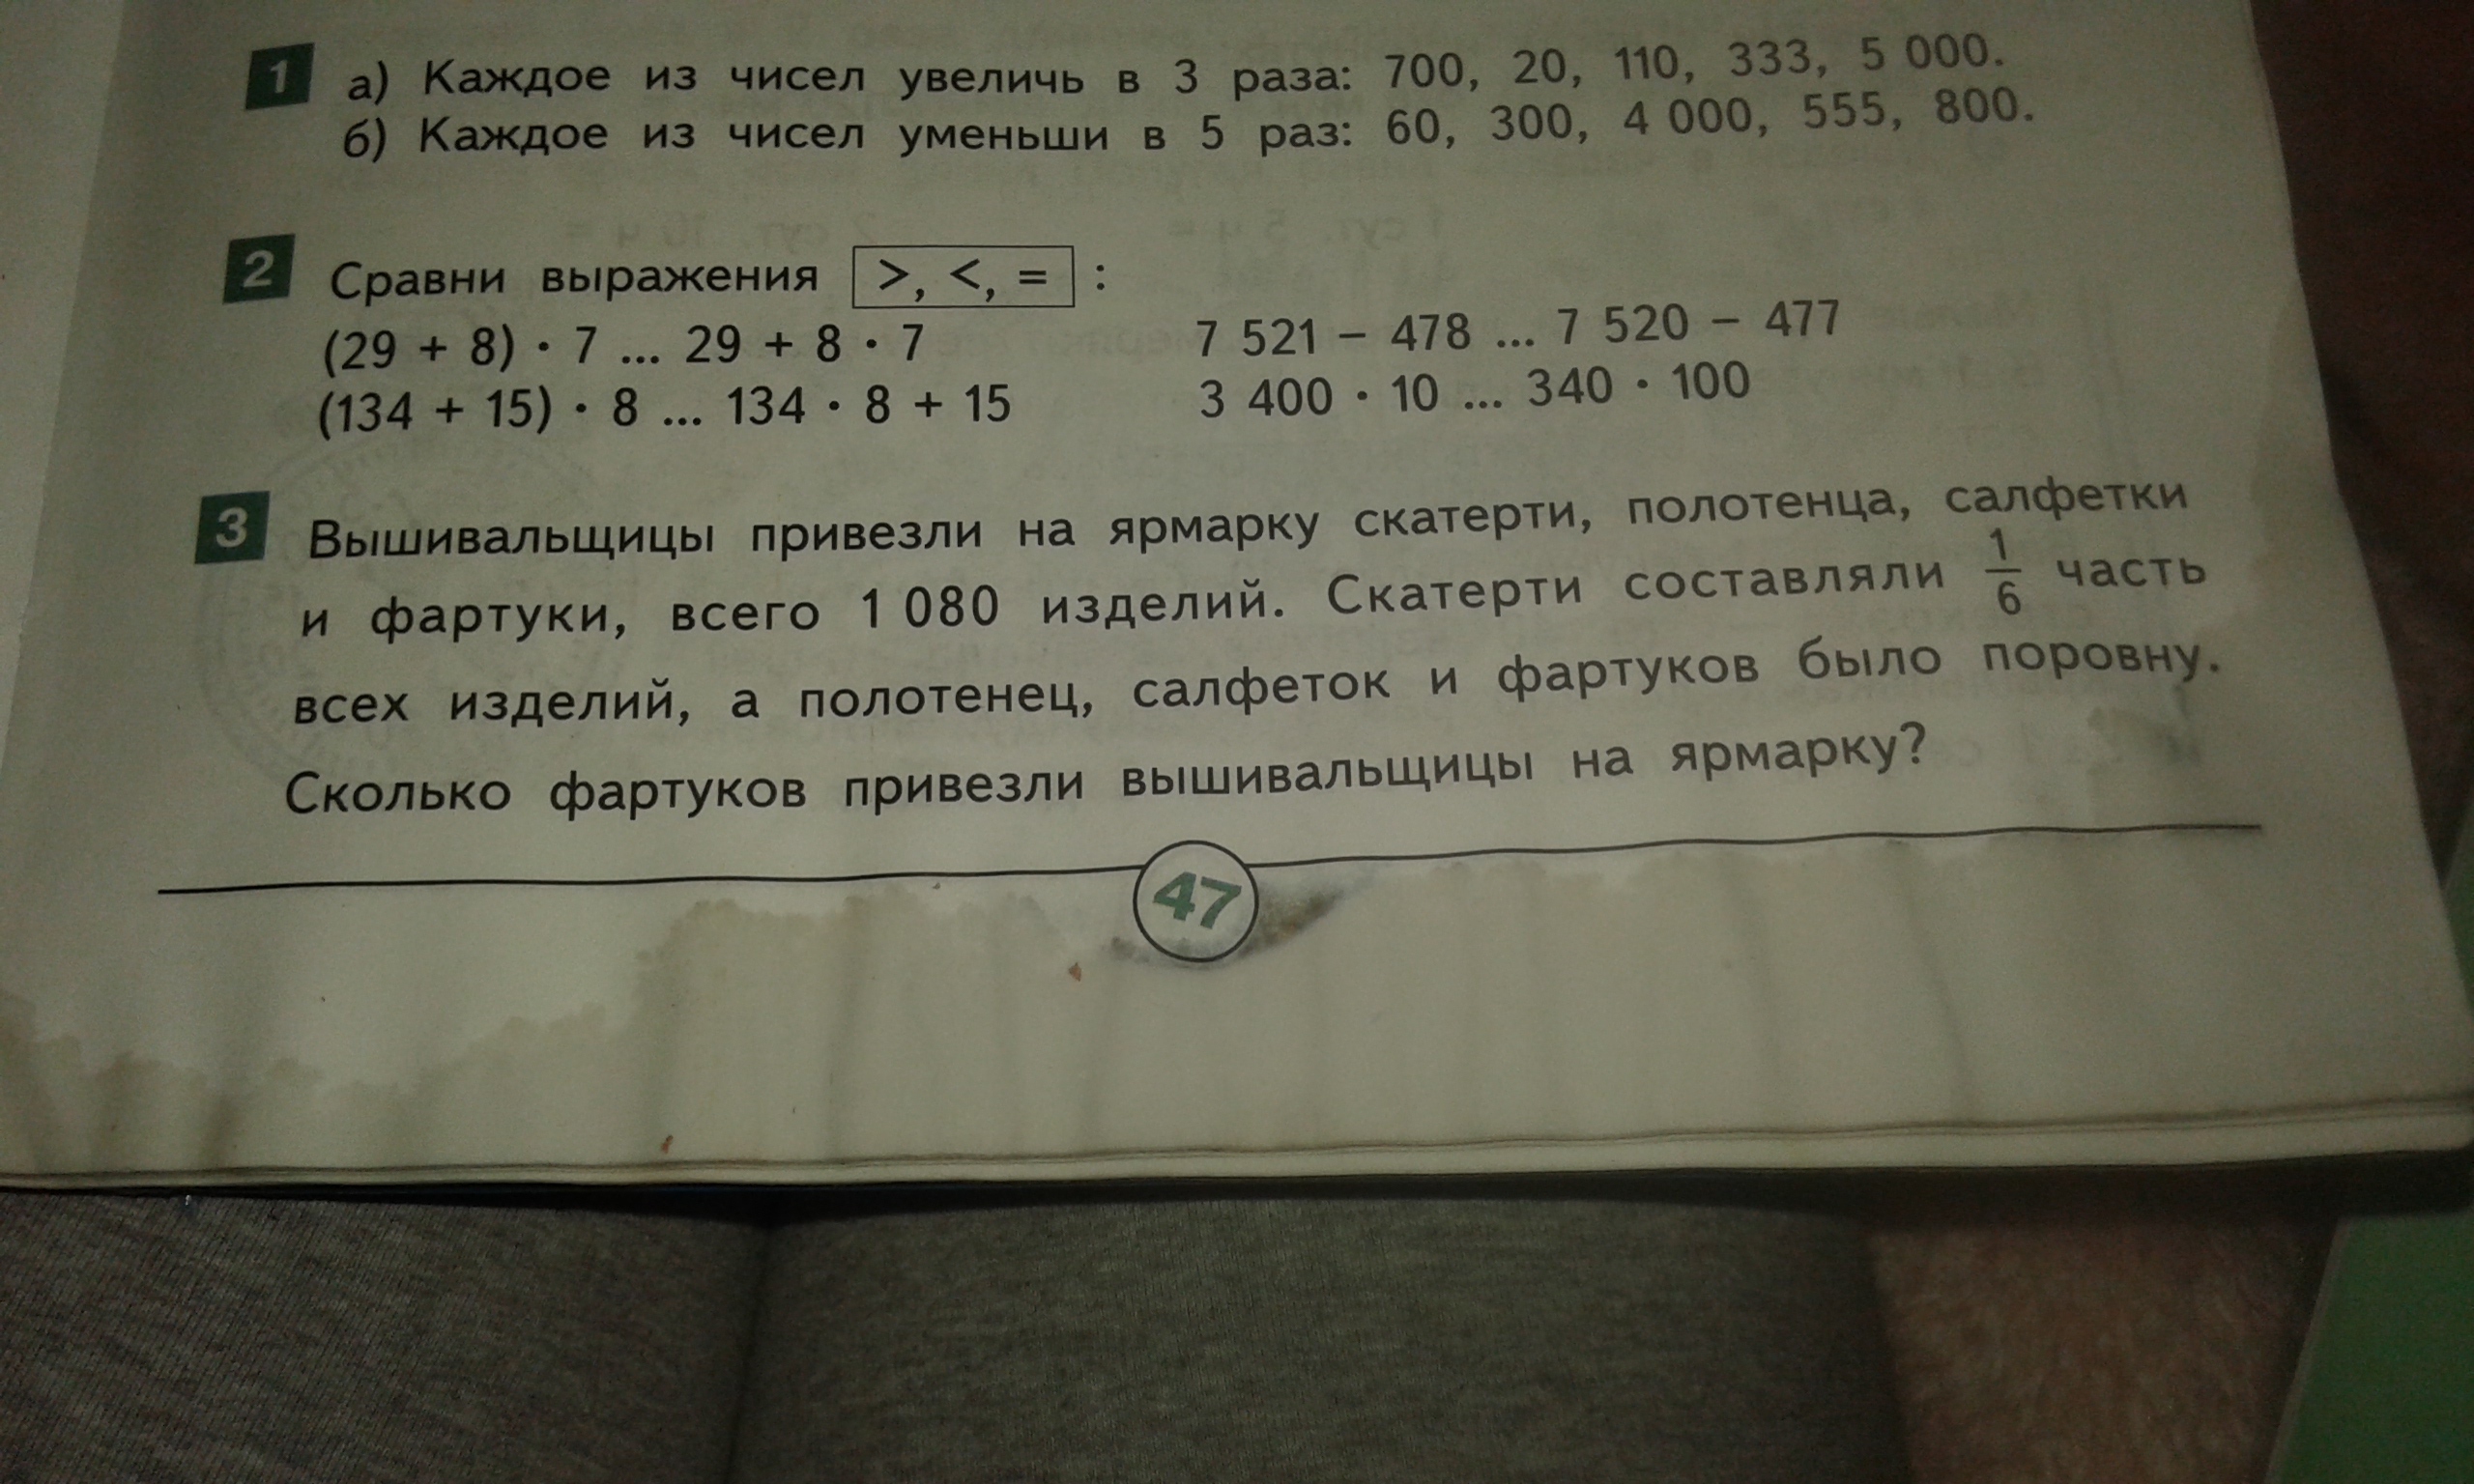 1 а) Каждое из чисел увеличь в 3 раза: 700, 20, 110, 333, 5 000.
б) Каждое из чисел уменьши в 5 раз: 60, 300, 4 000, 555, 800.
2 Сравни выражения >, <, = :
(29 + 8) · 7 ... 29 + 8 · 7 7 521 – 478 ... 7 520 – 477
(134 + 15) · 8 ... 134 · 8 + 15 3 400 · 10 ... 340 · 100
3 Вышивальщицы привезли на ярмарку скатерти, полотенца, салфетки
и фартуки, всего 1 080 изделий. Скатерти составляли 1/6 часть
всех изделий, а полотенец, салфеток и фартуков было поровну.
Сколько фартуков привезли вышивальщицы на ярмарку?
47